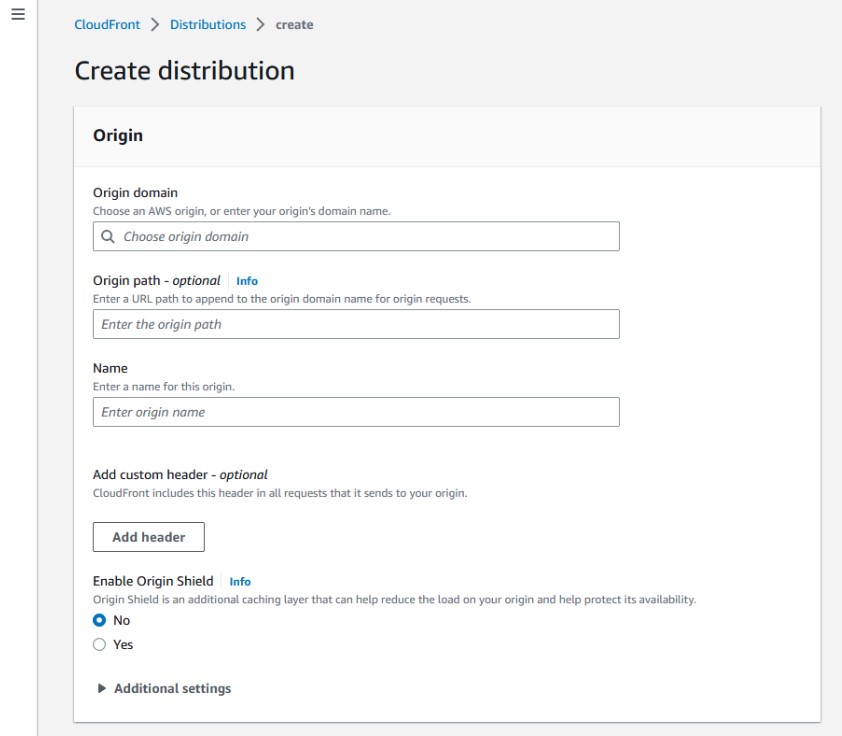 CloudFront > Distributions > create
Create distribution
Origin
Origin domain
Choose an AWS origin, or enter your origin's domain name.
Choose origin domain
Origin path - optional Info
Enter a URL path to append to the origin domain name for origin requests.
Enter the origin path
Name
Enter a name for this origin.
Enter origin name
Add custom header - optional
CloudFront includes this header in all requests that it sends to your origin.
Add header
Enable Origin Shield Info
Origin Shield is an additional caching layer that can help reduce the load on your origin and help protect its availability.
No
Yes
Additional settings